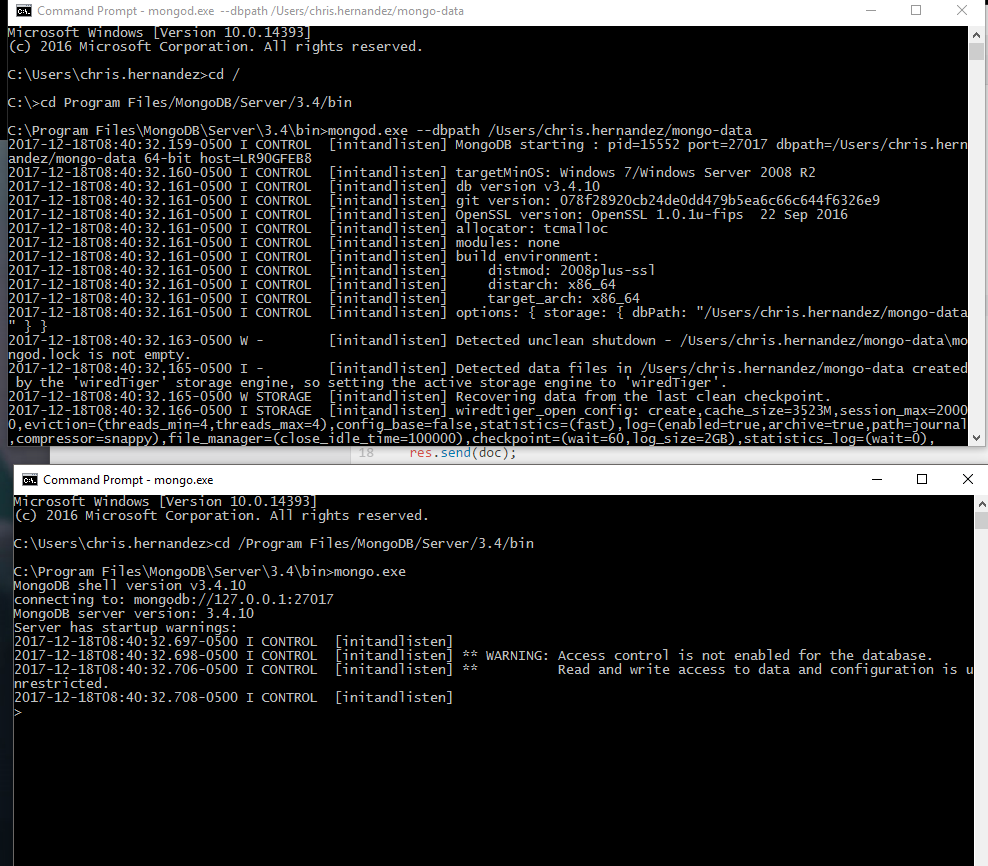 Command Prompt - mongod.exe --dbpath /Users/chris.hernandez/mongo-data
Microsoft Windows [Version 10.0.14393]
(c) 2016 Microsoft Corporation. All rights reserved.
C:\Users\chris.hernandez>cd /
C:\>cd Program Files/MongoDB/Server/3.4/bin
C:\Program Files\MongoDB\Server\3.4\bin>mongod.exe --dbpath /Users/chris.hernandez/mongo-data
2017-12-18T08:40:32.159-0500 I CONTROL  [initandlisten] MongoDB starting : pid=15552 port=27017 dbpath=/Users/chris.hern
andez/mongo-data 64-bit host=LR90GFEB8
2017-12-18T08:40:32.160-0500 I CONTROL  [initandlisten] targetMinOS: Windows 7/Windows Server 2008 R2
2017-12-18T08:40:32.161-0500 I CONTROL  [initandlisten] db version v3.4.10
2017-12-18T08:40:32.161-0500 I CONTROL  [initandlisten] git version: 078f28920cb24de0dd479b5ea6c66c644f6326e9
2017-12-18T08:40:32.161-0500 I CONTROL  [initandlisten] OpenSSL version: OpenSSL 1.0.1u-fips  22 Sep 2016
2017-12-18T08:40:32.161-0500 I CONTROL  [initandlisten] allocator: tcmalloc
2017-12-18T08:40:32.161-0500 I CONTROL  [initandlisten] modules: none
2017-12-18T08:40:32.161-0500 I CONTROL  [initandlisten] build environment:
2017-12-18T08:40:32.161-0500 I CONTROL  [initandlisten]     distmod: 2008plus-ssl
2017-12-18T08:40:32.161-0500 I CONTROL  [initandlisten]     distarch: x86_64
2017-12-18T08:40:32.161-0500 I CONTROL  [initandlisten]     target_arch: x86_64
2017-12-18T08:40:32.161-0500 I CONTROL  [initandlisten] options: { storage: { dbPath: "/Users/chris.hernandez/mongo-data
" } }
2017-12-18T08:40:32.163-0500 W -        [initandlisten] Detected unclean shutdown - /Users/chris.hernandez/mongo-data\mo
ngod.lock is not empty.
2017-12-18T08:40:32.165-0500 I -        [initandlisten] Detected data files in /Users/chris.hernandez/mongo-data created
 by the 'wiredTiger' storage engine, so setting the active storage engine to 'wiredTiger'.
2017-12-18T08:40:32.165-0500 W STORAGE  [initandlisten] Recovering data from the last clean checkpoint.
2017-12-18T08:40:32.166-0500 I STORAGE  [initandlisten] wiredtiger_open config: create,cache_size=3523M,session_max=2000
0,eviction=(threads_min=4,threads_max=4),config_base=false,statistics=(fast),log=(enabled=true,archive=true,path=journal
,compressor=snappy),file_manager=(close_idle_time=100000),checkpoint=(wait=60,log_size=2GB),statistics_log=(wait=0),
18 res.send(doc);
Command Prompt - mongo.exe
Microsoft Windows [Version 10.0.14393]
(c) 2016 Microsoft Corporation. All rights reserved.
C:\Users\chris.hernandez>cd /Program Files/MongoDB/Server/3.4/bin
C:\Program Files\MongoDB\Server\3.4\bin>mongo.exe
MongoDB shell version v3.4.10
connecting to: mongodb://127.0.0.1:27017
MongoDB server version: 3.4.10
Server has startup warnings:
2017-12-18T08:40:32.697-0500 I CONTROL  [initandlisten]
2017-12-18T08:40:32.698-0500 I CONTROL  [initandlisten] ** WARNING: Access control is not enabled for the database.
2017-12-18T08:40:32.706-0500 I CONTROL  [initandlisten] **          Read and write access to data and configuration is u
nrestricted.
2017-12-18T08:40:32.708-0500 I CONTROL  [initandlisten]
>